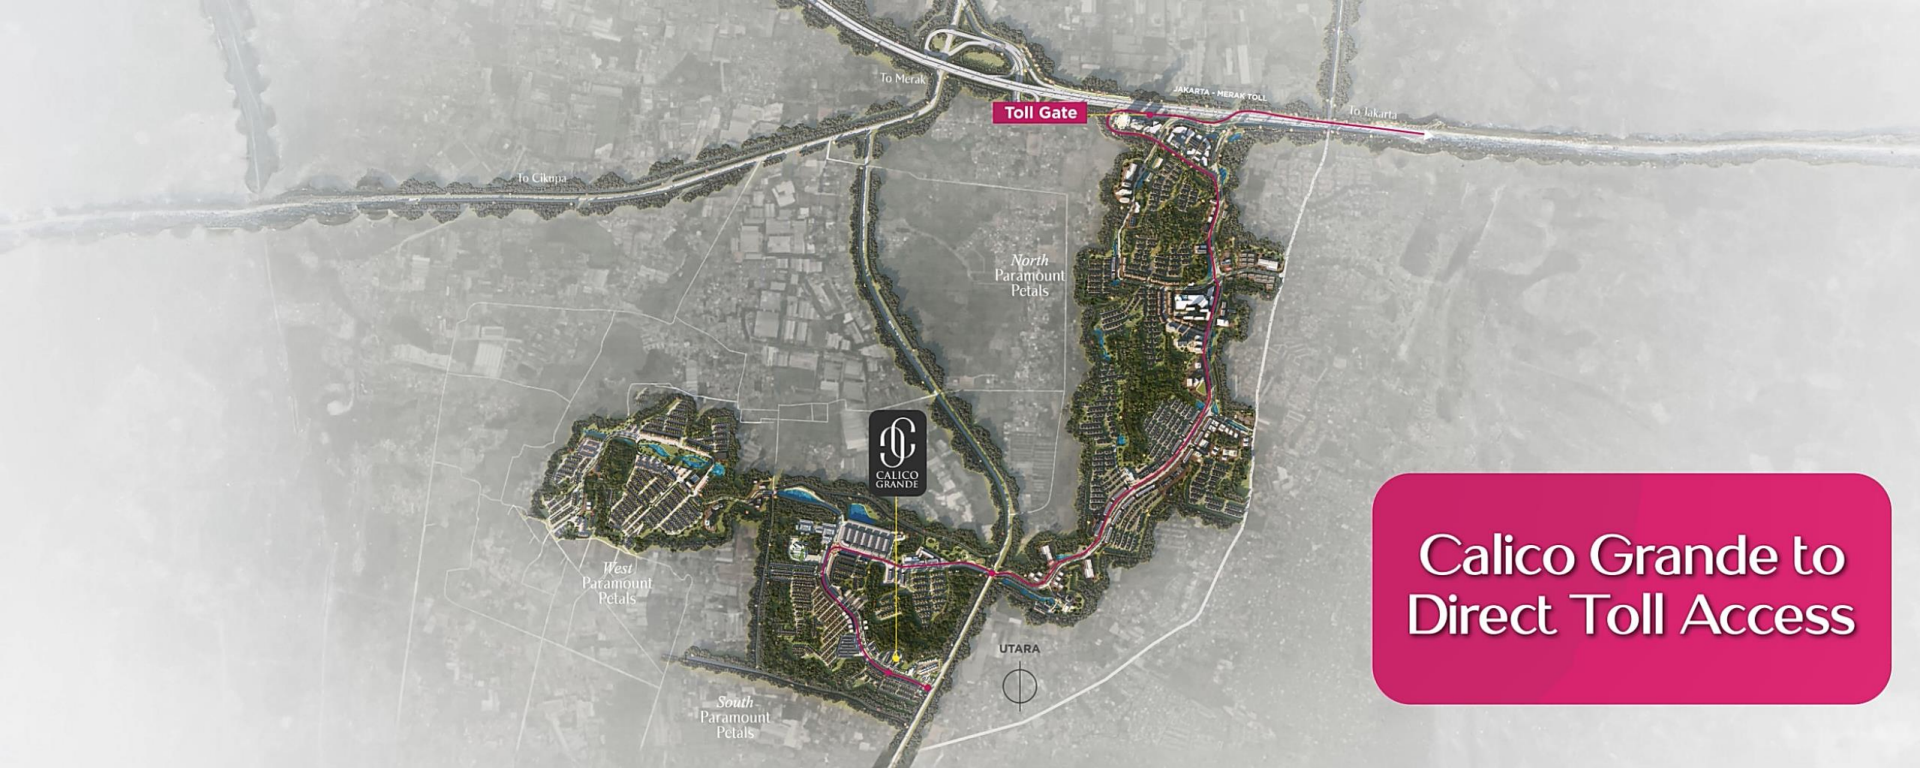 To Merak
JAKARTA - MERAK TOLL
Toll Gate
To Jakarta
To Cikupa
North
Paramount
Petals
CALICO
GRANDE
Calico Grande to
Direct Toll Access
West
Paramount
Petals
UTARA
South
Paramount
Petals